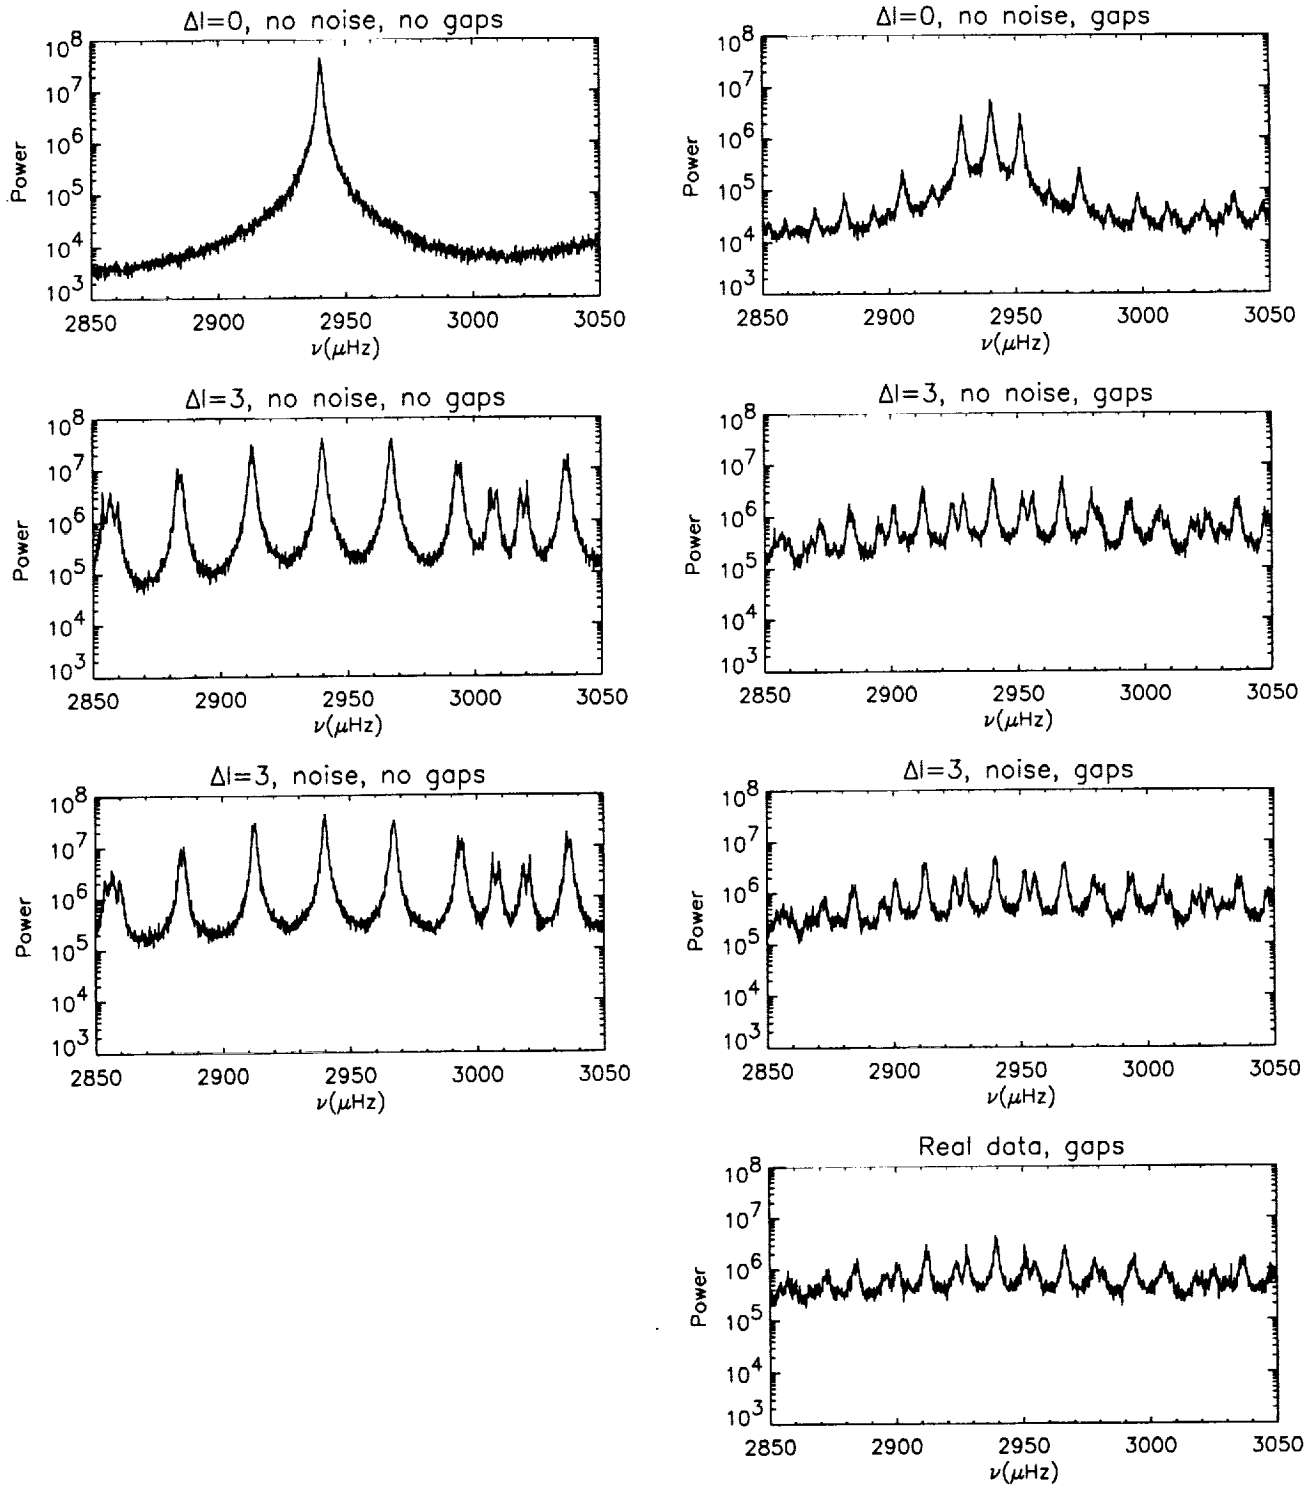 Δl=0, no noise, no gaps
10^8
10^7
10^6
10^5
10^4
10^3
Power
2850 2900 2950 3000 3050
ν(μHz)
Δl=0, no noise, gaps
10^8
10^7
10^6
10^5
10^4
10^3
Power
2850 2900 2950 3000 3050
ν(μHz)
Δl=3, no noise, no gaps
10^8
10^7
10^6
10^5
10^4
10^3
Power
2850 2900 2950 3000 3050
ν(μHz)
Δl=3, no noise, gaps
10^8
10^7
10^6
10^5
10^4
10^3
Power
2850 2900 2950 3000 3050
ν(μHz)
Δl=3, noise, no gaps
10^8
10^7
10^6
10^5
10^4
10^3
Power
2850 2900 2950 3000 3050
ν(μHz)
Δl=3, noise, gaps
10^8
10^7
10^6
10^5
10^4
10^3
Power
2850 2900 2950 3000 3050
ν(μHz)
Real data, gaps
10^8
10^7
10^6
10^5
10^4
10^3
Power
2850 2900 2950 3000 3050
ν(μHz)